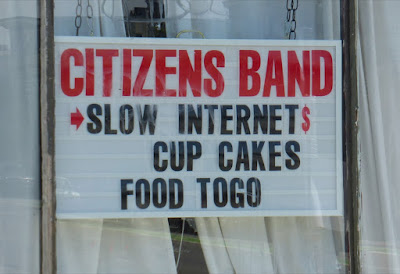 CITIZENS BAND
→SLOW INTERNET$
CUP CAKES
FOOD TOGO